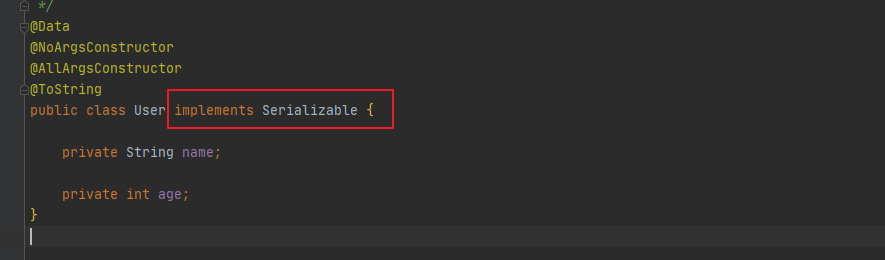 */
@Data
@NoArgsConstructor
@AllArgsConstructor
@ToString
public class User implements Serializable {
private String name;
private int age;
}